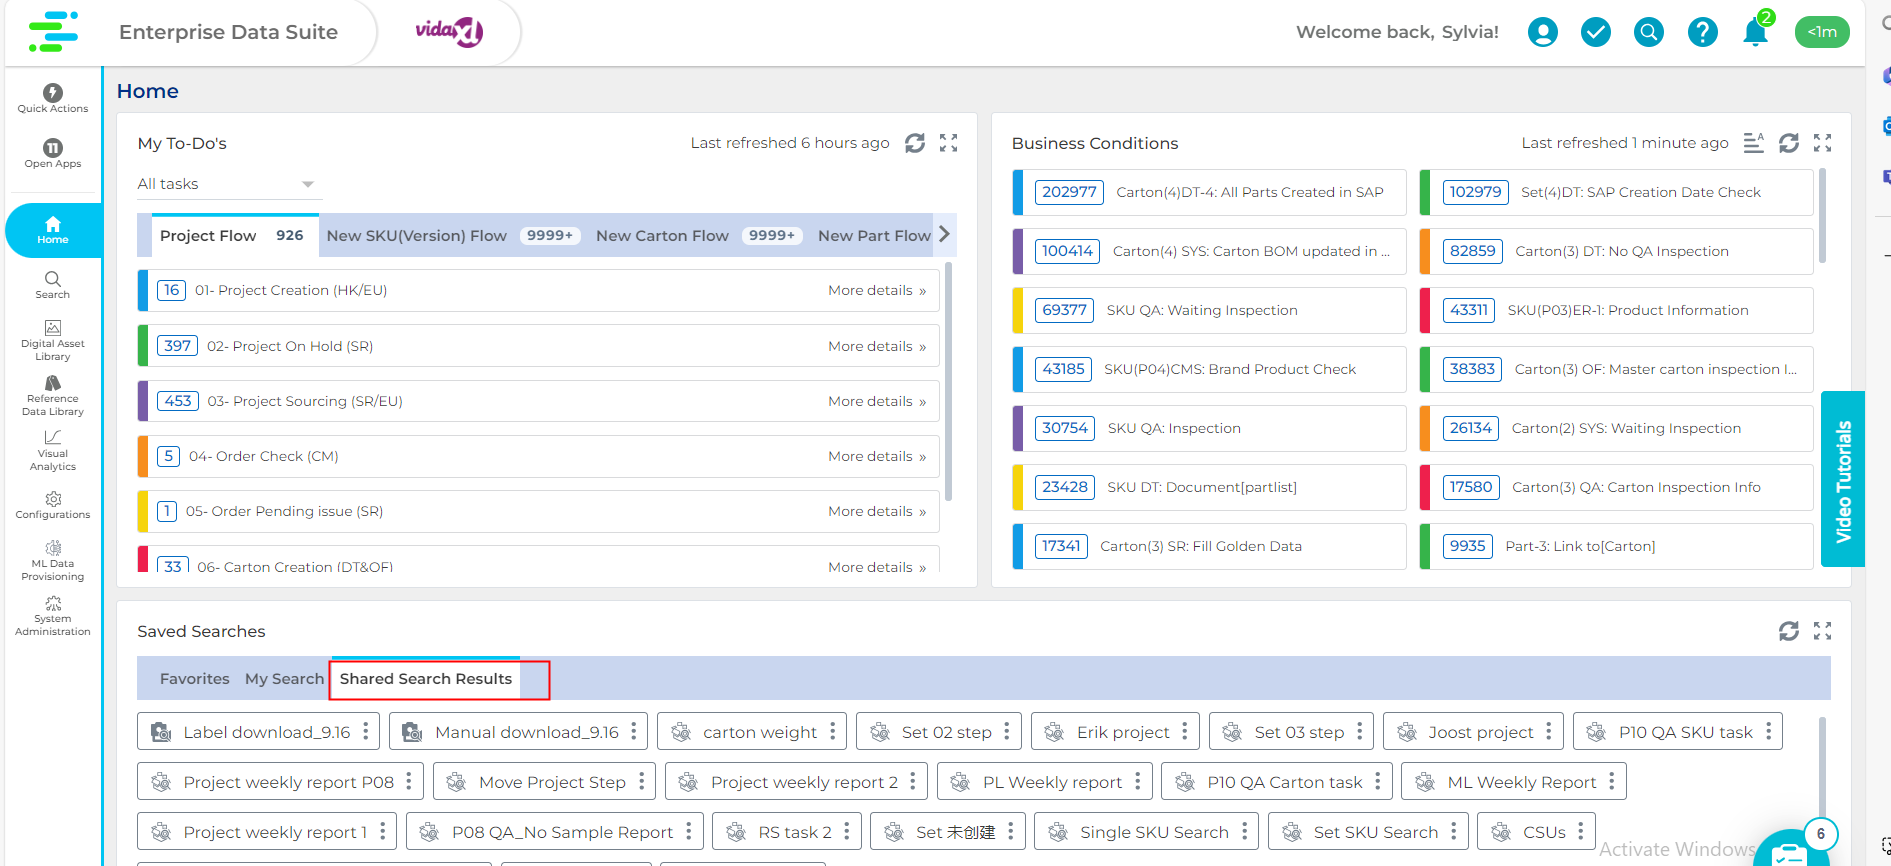 Enterprise Data Suite
vidaXL
Welcome back, Sylvia!
2
<1m
Quick Actions
Open Apps
Home
Search
Digital Asset
Library
Reference
Data Library
Visual
Analytics
Configurations
ML Data
Provisioning
System
Administration
Home
My To-Do's
Last refreshed 6 hours ago
All tasks
Project Flow 926
New SKU(Version) Flow 9999+
New Carton Flow 9999+
New Part Flow
16 01- Project Creation (HK/EU) More details »
397 02- Project On Hold (SR) More details »
453 03- Project Sourcing (SR/EU) More details »
5 04- Order Check (CM) More details »
1 05- Order Pending issue (SR) More details »
33 06- Carton Creation (DT&OF) More details »
Business Conditions
Last refreshed 1 minute ago
202977 Carton(4)DT-4: All Parts Created in SAP
102979 Set(4)DT: SAP Creation Date Check
100414 Carton(4) SYS: Carton BOM updated in ...
82859 Carton(3) DT: No QA Inspection
69377 SKU QA: Waiting Inspection
43311 SKU(P03)ER-1: Product Information
43185 SKU(P04)CMS: Brand Product Check
38383 Carton(3) OF: Master carton inspection I...
30754 SKU QA: Inspection
26134 Carton(2) SYS: Waiting Inspection
23428 SKU DT: Document[partlist]
17580 Carton(3) QA: Carton Inspection Info
17341 Carton(3) SR: Fill Golden Data
9935 Part-3: Link to[Carton]
Video Tutorials
Saved Searches
Favorites My Search Shared Search Results
Label download_9.16 Manual download_9.16 carton weight Set 02 step Erik project Set 03 step Joost project P10 QA SKU task
Project weekly report P08 Move Project Step Project weekly report 2 PL Weekly report P10 QA Carton task ML Weekly Report
Project weekly report 1 P08 QA_No Sample Report RS task 2 Set 未创建 Single SKU Search Set SKU Search CSUs
6
Activate Windows